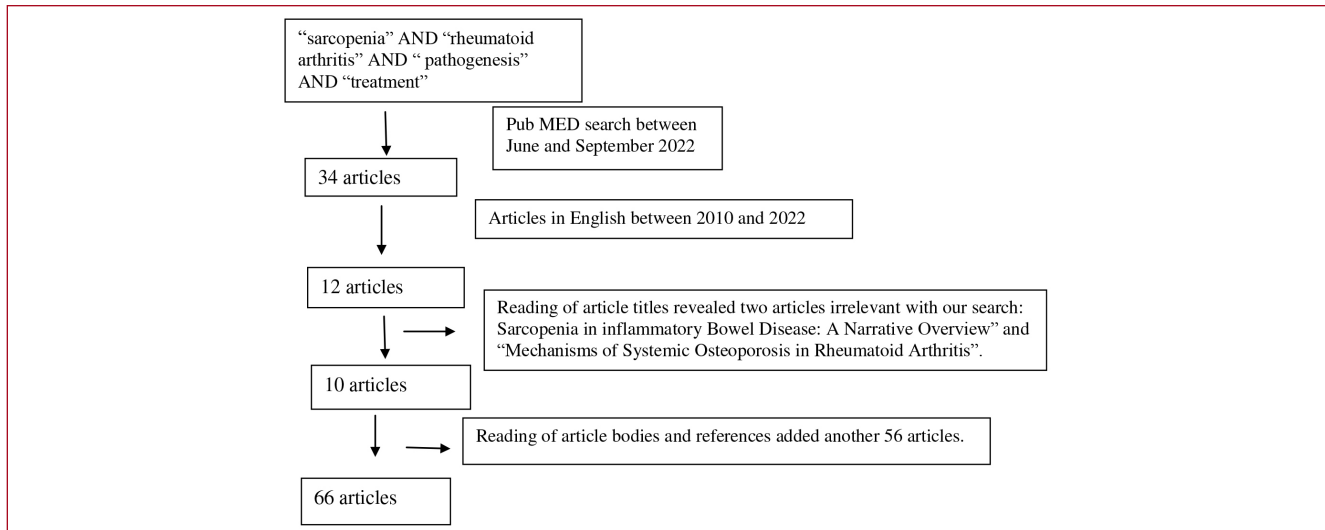 “sarcopenia” AND “rheumatoid
arthritis” AND “ pathogenesis”
AND “treatment”
Pub MED search between
June and September 2022
34 articles
Articles in English between 2010 and 2022
12 articles
Reading of article titles revealed two articles irrelevant with our search:
Sarcopenia in inflammatory Bowel Disease: A Narrative Overview” and
“Mechanisms of Systemic Osteoporosis in Rheumatoid Arthritis”.
10 articles
Reading of article bodies and references added another 56 articles.
66 articles